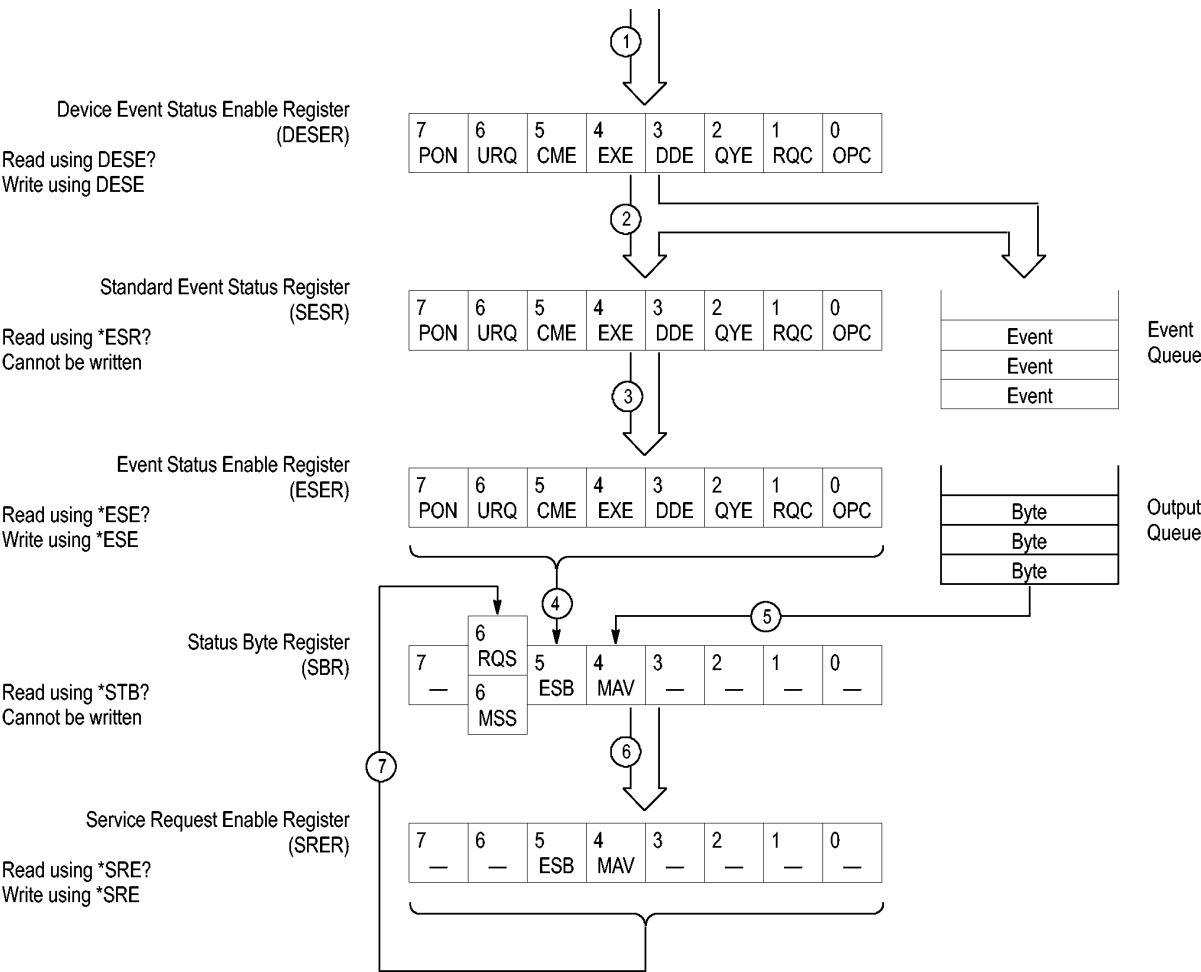 1
Device Event Status Enable Register
(DESER)
Read using DESE?
Write using DESE
7 6 5 4 3 2 1 0
PON URQ CME EXE DDE QYE RQC OPC
2
Standard Event Status Register
(SESR)
Read using *ESR?
Cannot be written
7 6 5 4 3 2 1 0
PON URQ CME EXE DDE QYE RQC OPC
Event
Event
Event
Event
Queue
3
Event Status Enable Register
(ESER)
Read using *ESE?
Write using *ESE
7 6 5 4 3 2 1 0
PON URQ CME EXE DDE QYE RQC OPC
Byte
Byte
Byte
Output
Queue
4
5
Status Byte Register
(SBR)
Read using *STB?
Cannot be written
6
RQS
7 5 4 3 2 1 0
— ESB MAV — — — —
6
MSS
6
7
Service Request Enable Register
(SRER)
Read using *SRE?
Write using *SRE
7 6 5 4 3 2 1 0
— — ESB MAV — — — —